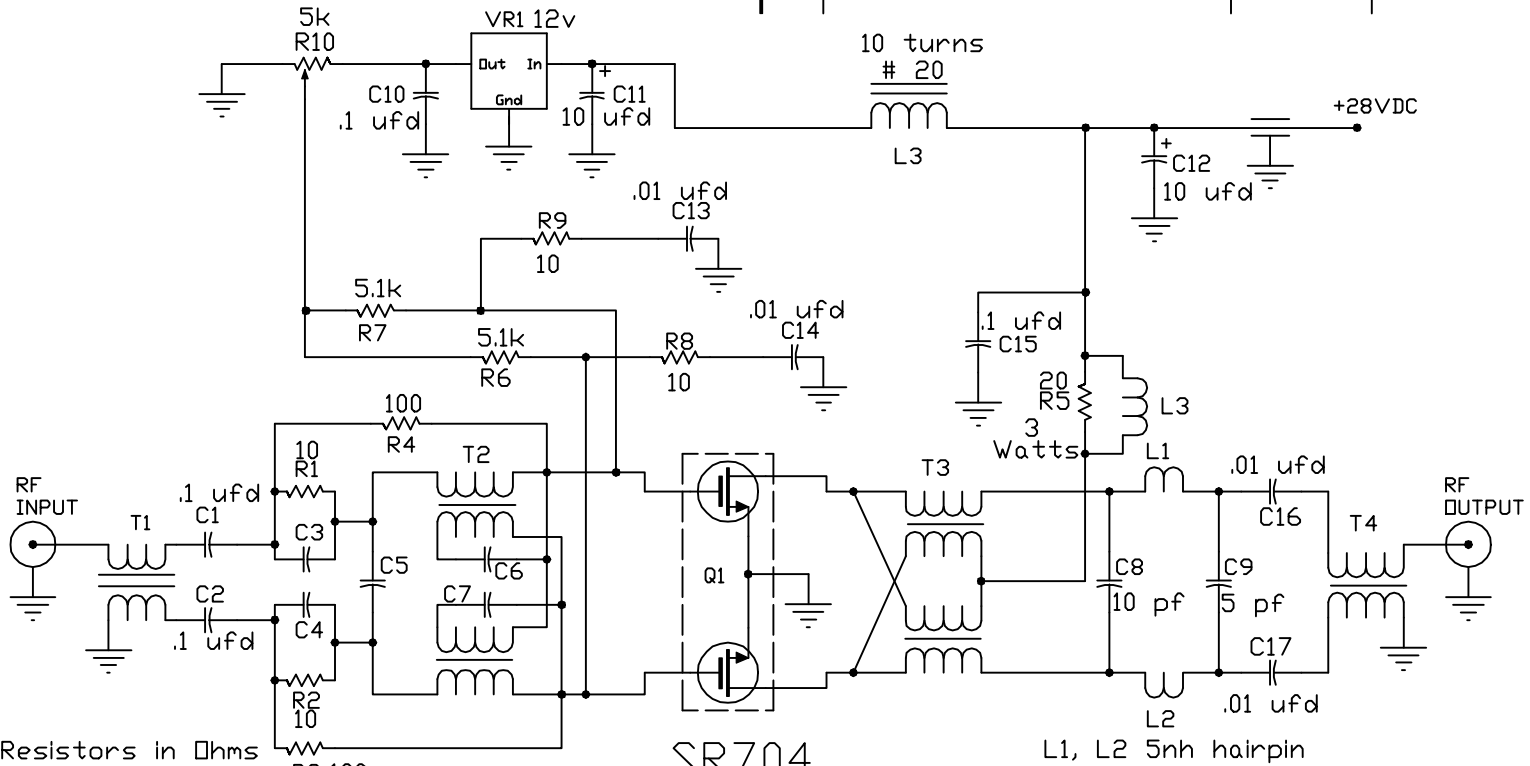 5k
R10
VR1 12v
Out In
Gnd
C10
.1 ufd
+
C11
10 ufd
10 turns
# 20
L3
+28VDC
+
C12
10 ufd
.01 ufd
C13
R9
10
5.1k
R7
.01 ufd
C14
5.1k
R6
R8
10
.1 ufd
C15
20
R5
3
Watts
L3
100
R4
T2
10
R1
.1 ufd
C1
C3
RF
INPUT
T1
C2
.1 ufd
C4
C5
C6
C7
R2
10
Q1
T3
L1
.01 ufd
C16
RF
OUTPUT
T4
C8
10 pf
C9
5 pf
C17
.01 ufd
L2
Resistors in Ohms
SR704
L1, L2 5nh hairpin